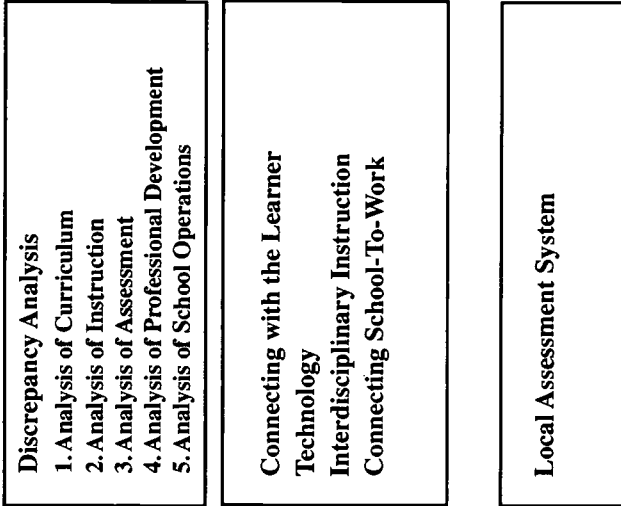 Discrepancy Analysis
1. Analysis of Curriculum
2. Analysis of Instruction
3. Analysis of Assessment
4. Analysis of Professional Development
5. Analysis of School Operations
Connecting with the Learner
Technology
Interdisciplinary Instruction
Connecting School-To-Work
Local Assessment System